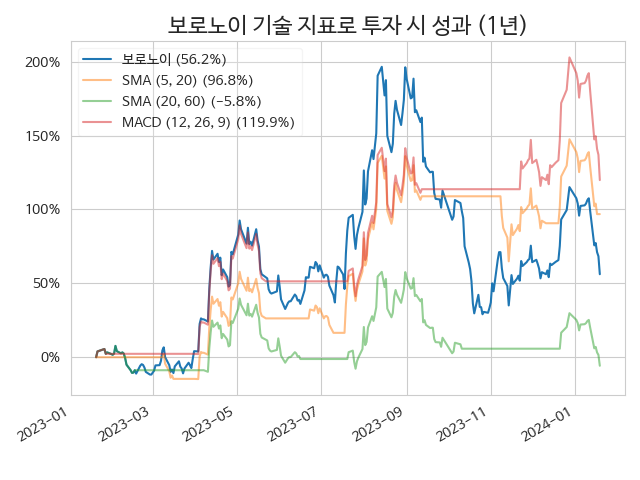 보로노이 기술 지표로 투자 시 성과 (1년)
200%
150%
100%
50%
0%
보로노이 (56.2%)
SMA (5, 20) (96.8%)
SMA (20, 60) (−5.8%)
MACD (12, 26, 9) (119.9%)
2023−01
2023−03
2023−05
2023−07
2023−09
2023−11
2024−01